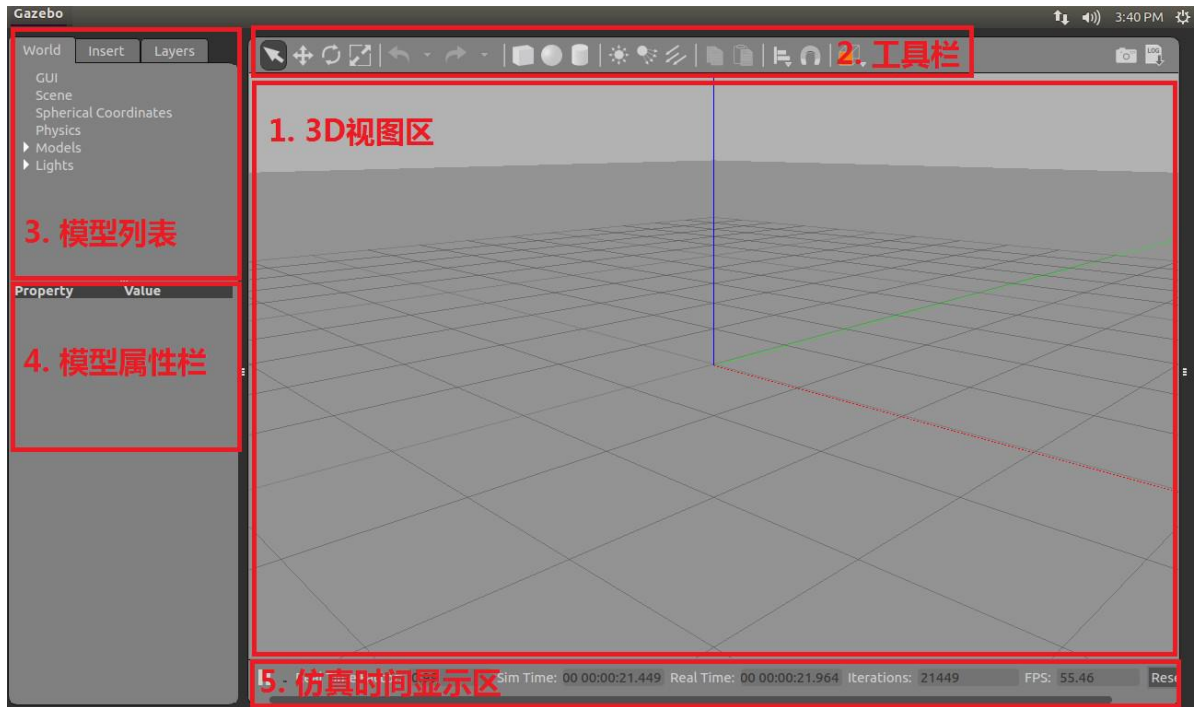 Gazebo
3:40 PM
World Insert Layers
2. 工具栏
LOG
GUI
Scene
Spherical Coordinates
Physics
Models
Lights
1. 3D视图区
3. 模型列表
Property Value
4. 模型属性栏
5. 仿真时间显示区
Sim Time: 00 00:00:21.449 Real Time: 00 00:00:21.964 Iterations: 21449 FPS: 55.46